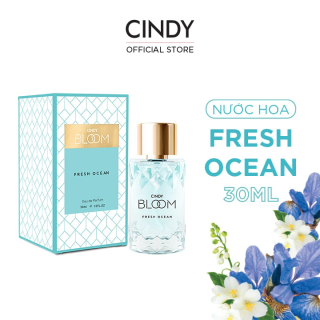 CINDY
OFFICIAL STORE
NƯỚC HOA
FRESH
OCEAN
30ML
CINDY
BLOOM
FRESH OCEAN
Eau de Parfum
CINDY
BLOOM
FRESH OCEAN